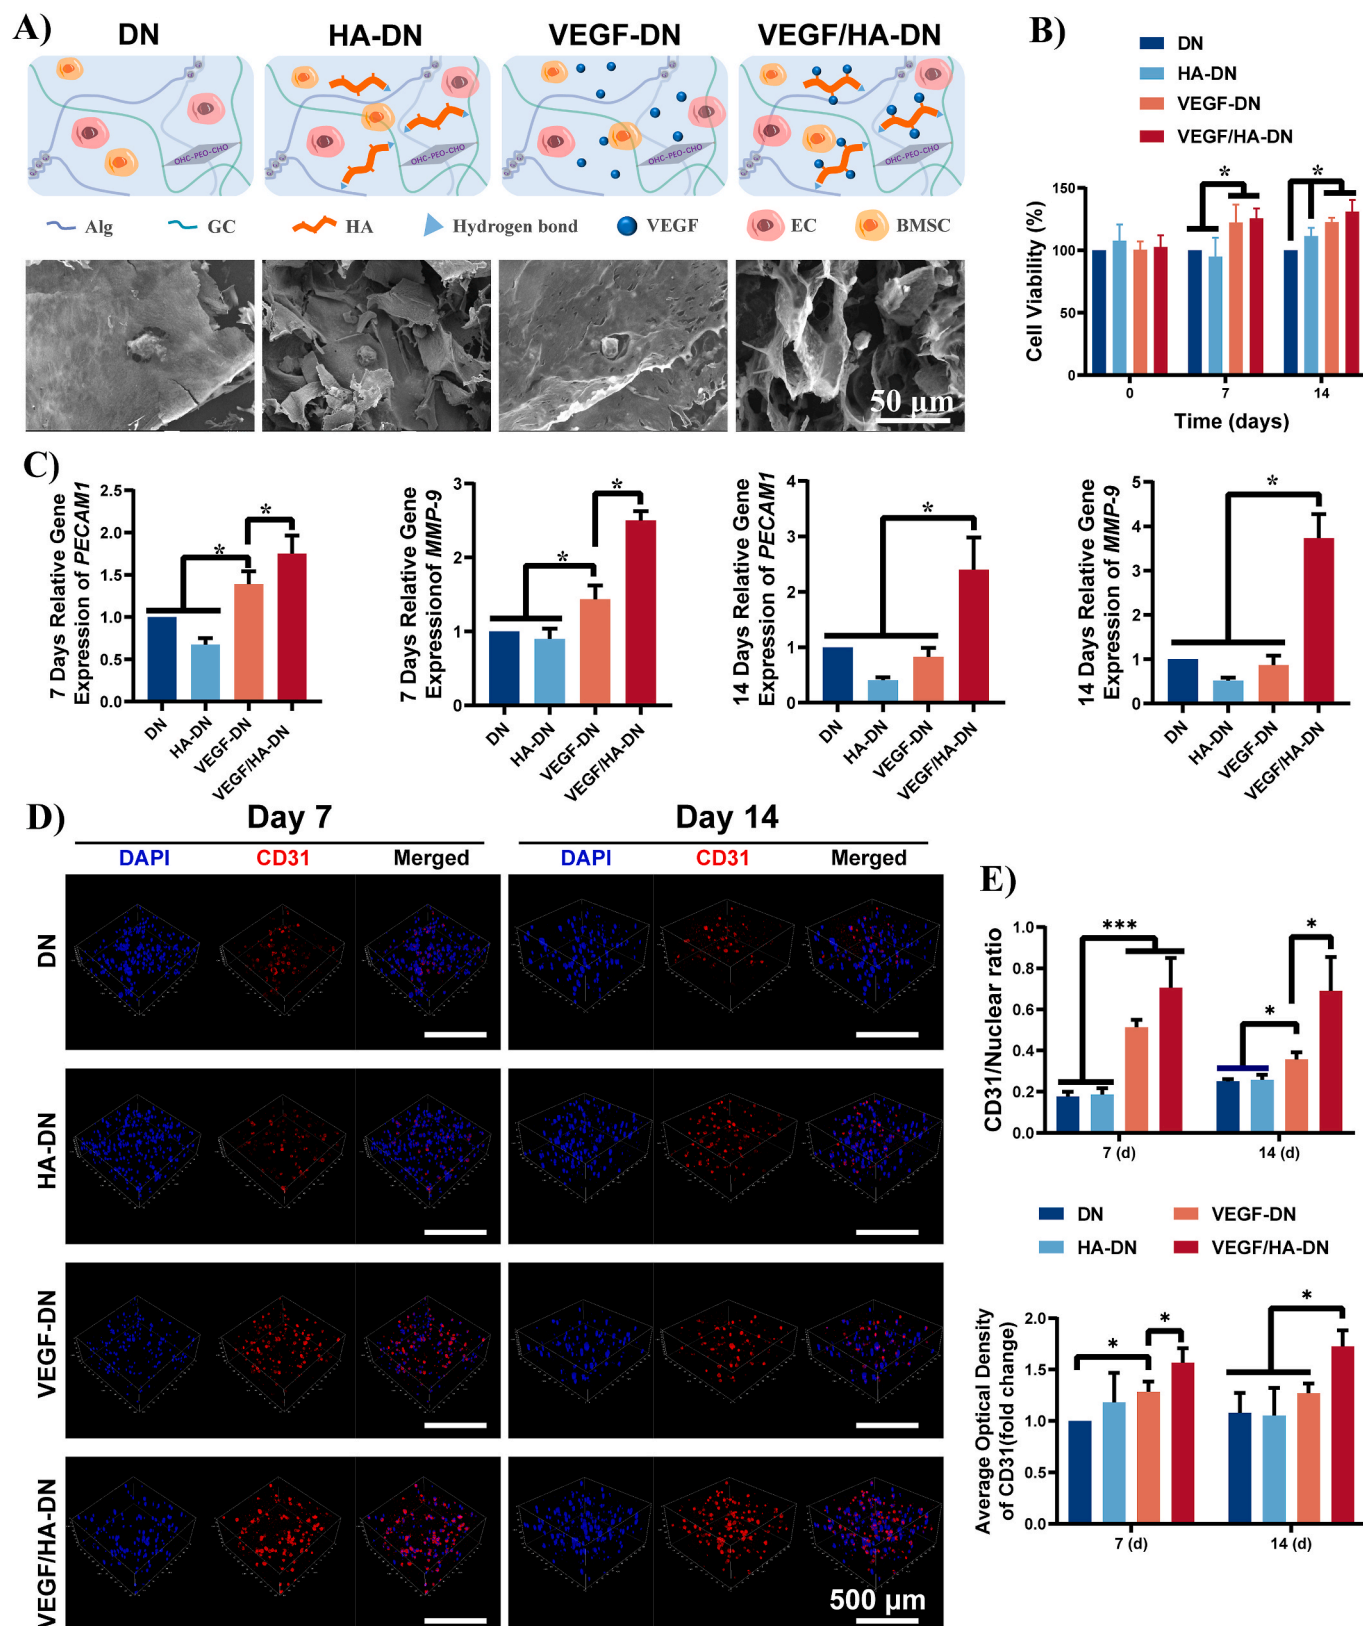 A)
DN HA-DN VEGF-DN VEGF/HA-DN
OHC-PEO-CHO OHC-PEO-CHO OHC-PEO-CHO OHC-PEO-CHO
Alg GC HA Hydrogen bond VEGF EC BMSC
50 µm
B)
DN
HA-DN
VEGF-DN
VEGF/HA-DN
Cell Viability (%)
150
100
50
0
* *
0 7 14
Time (days)
C)
7 Days Relative Gene
Expression of PECAM1
2.5
2.0
1.5
1.0
0.5
0.0
* *
DN HA-DN VEGF-DN VEGF/HA-DN
7 Days Relative Gene
Expressionof MMP-9
3
2
1
0
* *
DN HA-DN VEGF-DN VEGF/HA-DN
14 Days Relative Gene
Expression of PECAM1
4
3
2
1
0
*
DN HA-DN VEGF-DN VEGF/HA-DN
14 Days Relative Gene
Expression of MMP-9
5
4
3
2
1
0
*
DN HA-DN VEGF-DN VEGF/HA-DN
D)
Day 7 Day 14
DAPI CD31 Merged DAPI CD31 Merged
DN
HA-DN
VEGF-DN
VEGF/HA-DN
500 µm
E)
CD31/Nuclear ratio
1.0
0.8
0.6
0.4
0.2
0.0
*** * *
7 (d) 14 (d)
DN VEGF-DN
HA-DN VEGF/HA-DN
Average Optical Density
of CD31(fold change)
2.0
1.5
1.0
0.5
0.0
* * *
7 (d) 14 (d)